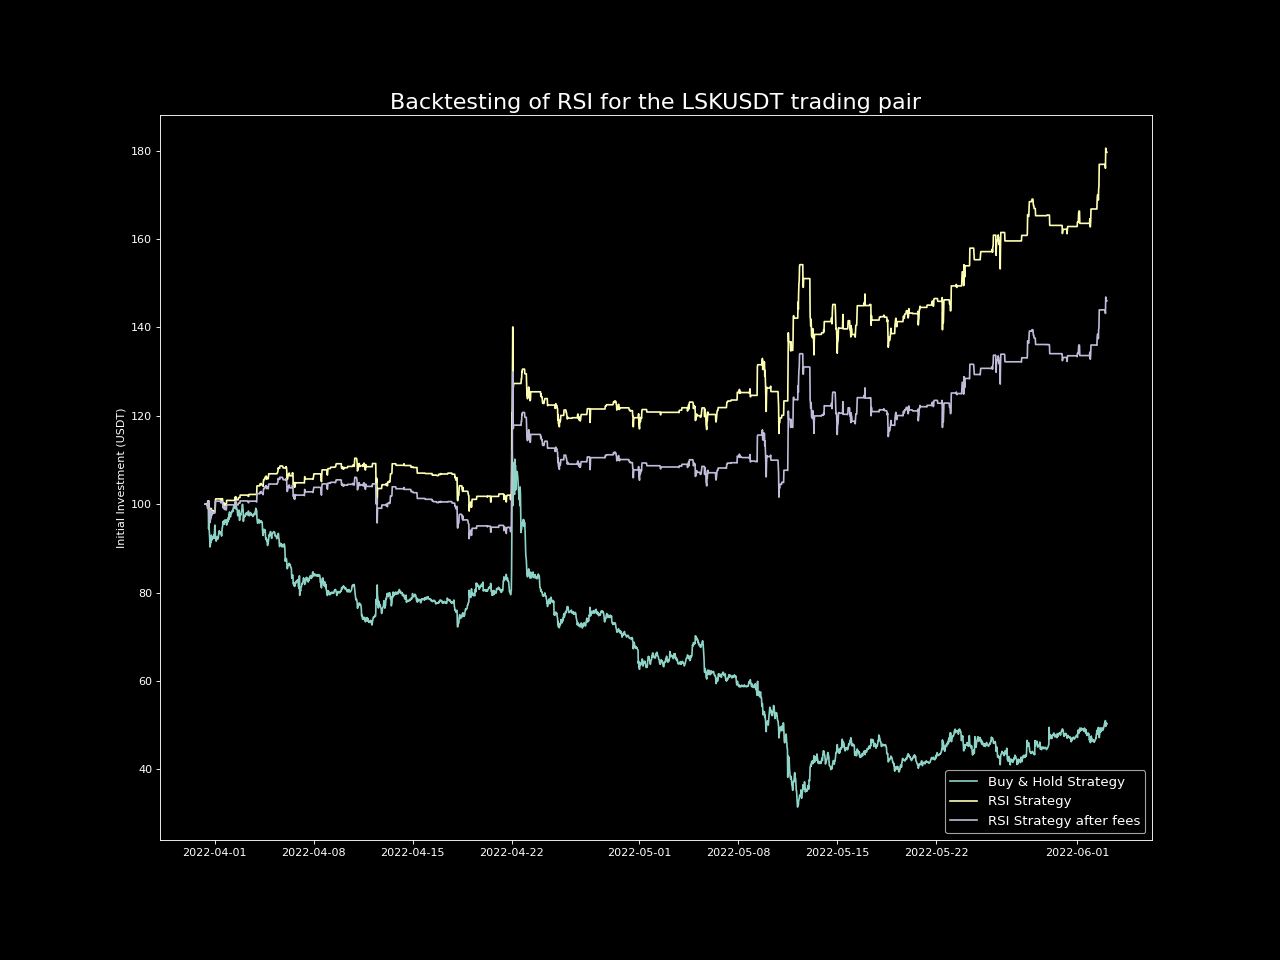 Backtesting of RSI for the LSKUSDT trading pair
Initial Investment (USDT)
180
160
140
120
100
80
60
40
2022-04-01 2022-04-08 2022-04-15 2022-04-22 2022-05-01 2022-05-08 2022-05-15 2022-05-22 2022-06-01
Buy & Hold Strategy
RSI Strategy
RSI Strategy after fees